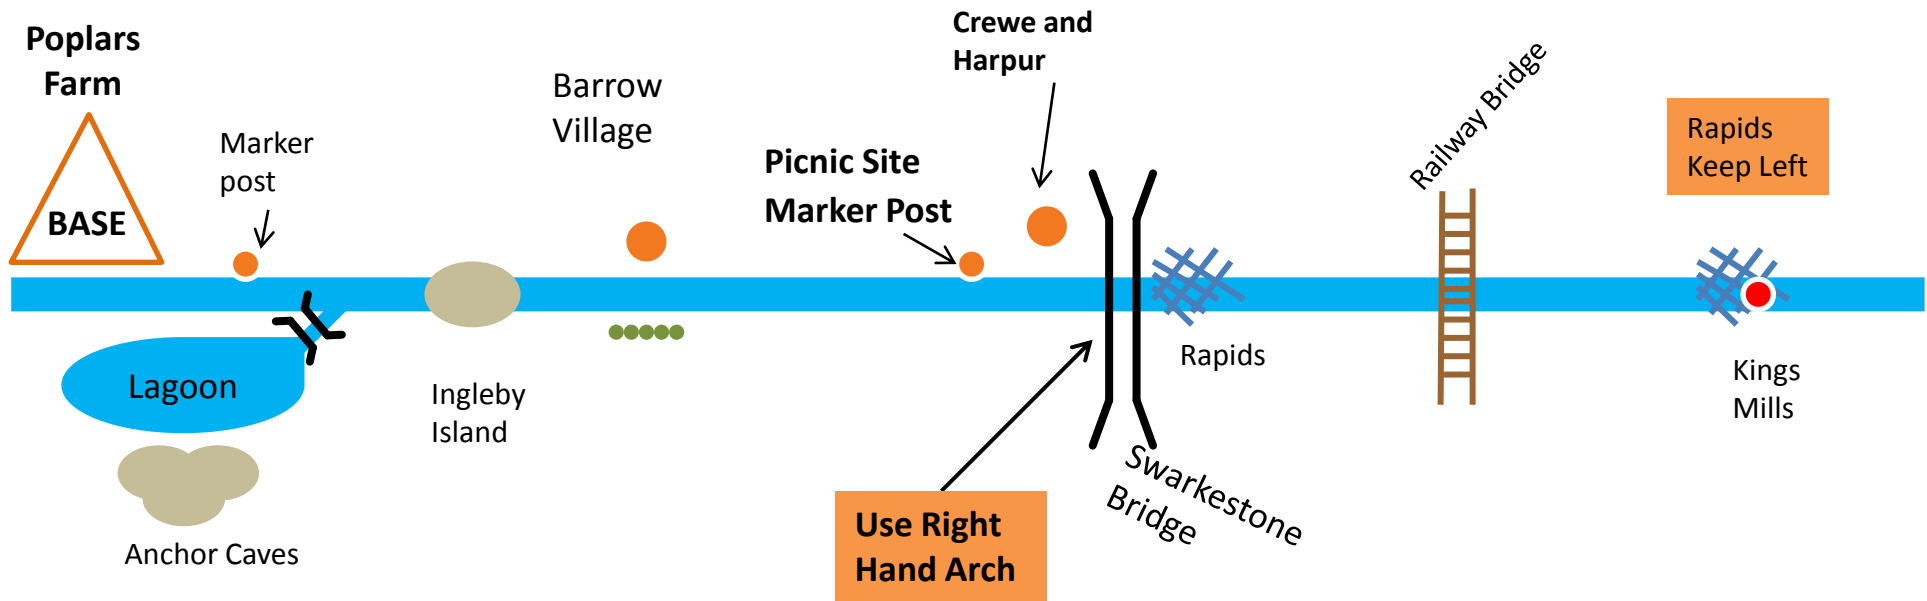 Poplars
Farm
BASE
Marker
post
Lagoon
Anchor Caves
Ingleby
Island
Barrow
Village
Picnic Site
Marker Post
Crewe and
Harpur
Use Right
Hand Arch
Swarkestone
Bridge
Rapids
Railway Bridge
Rapids
Keep Left
Kings
Mills